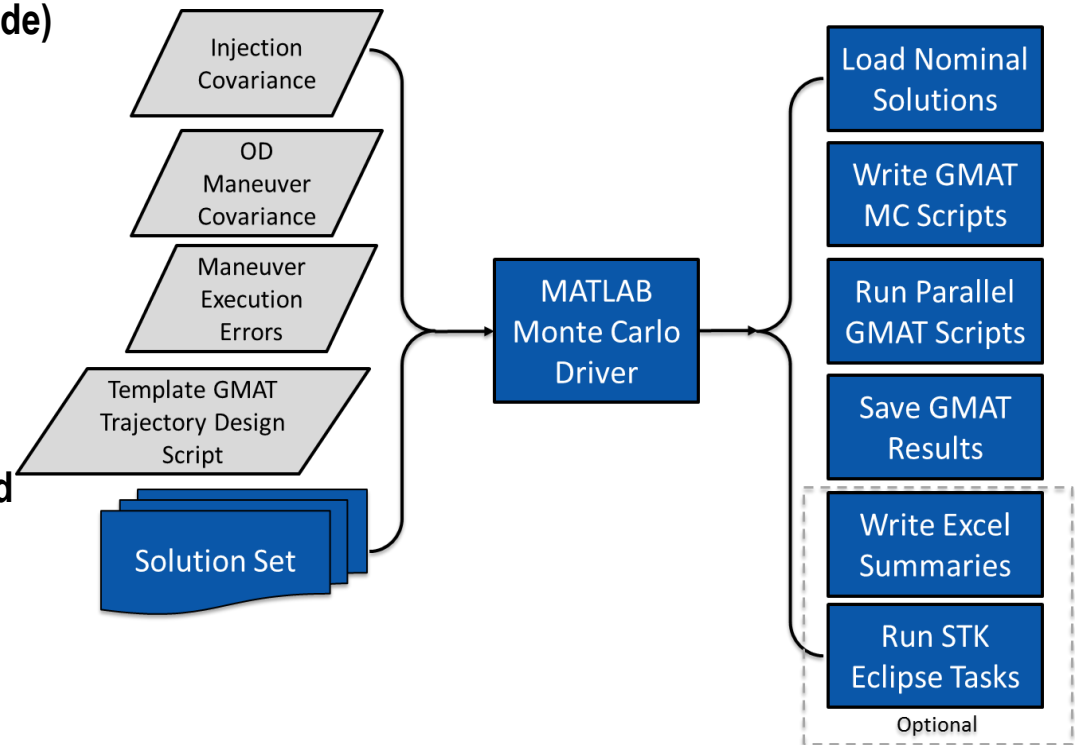 de)
Injection
Covariance
OD
Maneuver
Covariance
Maneuver
Execution
Errors
Template GMAT
Trajectory Design
Script
d
Solution Set
MATLAB
Monte Carlo
Driver
Load Nominal
Solutions
Write GMAT
MC Scripts
Run Parallel
GMAT Scripts
Save GMAT
Results
Write Excel
Summaries
Run STK
Eclipse Tasks
Optional